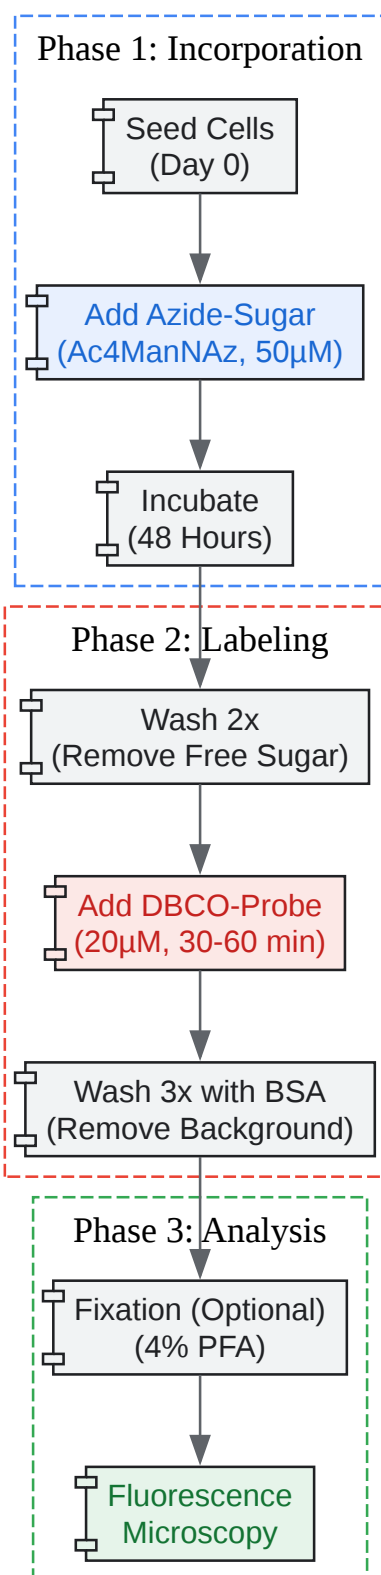 Phase 1: Incorporation
Seed Cells
(Day 0)
Add Azide-Sugar
(Ac4ManNAz, 50µM)
Incubate
(48 Hours)
Phase 2: Labeling
Wash 2x
(Remove Free Sugar)
Add DBCO-Probe
(20µM, 30-60 min)
Wash 3x with BSA
(Remove Background)
Phase 3: Analysis
Fixation (Optional)
(4% PFA)
Fluorescence
Microscopy